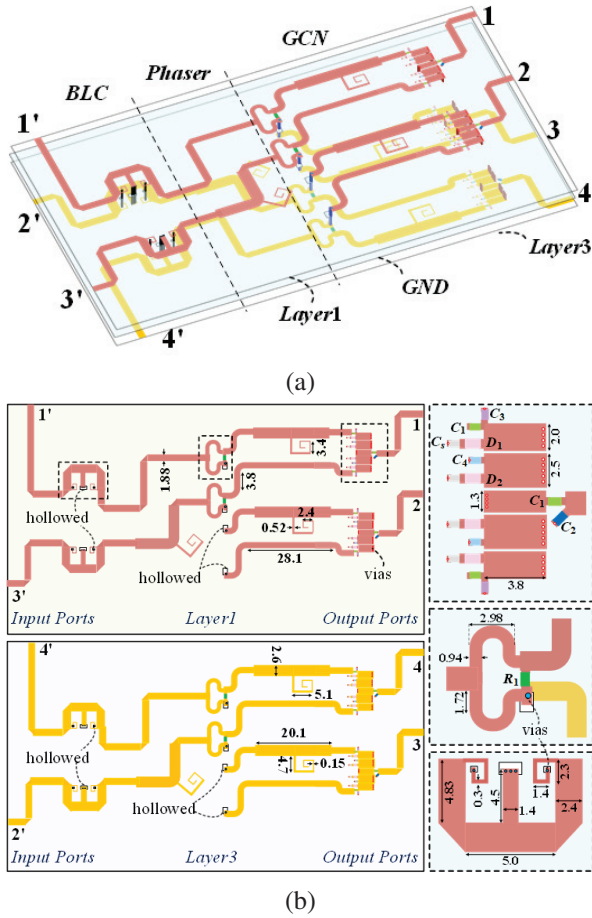 1
GCN
2
Phaser
BLC
3
1'
4
2'
Layer3
3'
GND
Layer1
4'
(a)
1'
1
3.4
1.88
3.8
hollowed
2
2.4
0.52
hollowed
28.1
vias
3'
Input Ports
Layer1
Output Ports
4'
2.6
4
5.1
hollowed
20.1
3
4.7
0.15
hollowed
2'
Input Ports
Layer3
Output Ports
C3
C1
Cs
D1
2.0
C4
2.5
D2
1.3
C1
C2
3.8
2.98
0.94
R1
1.72
vias
4.83
0.3
4.5
1.4
1.4
2.3
2.4
5.0
(b)